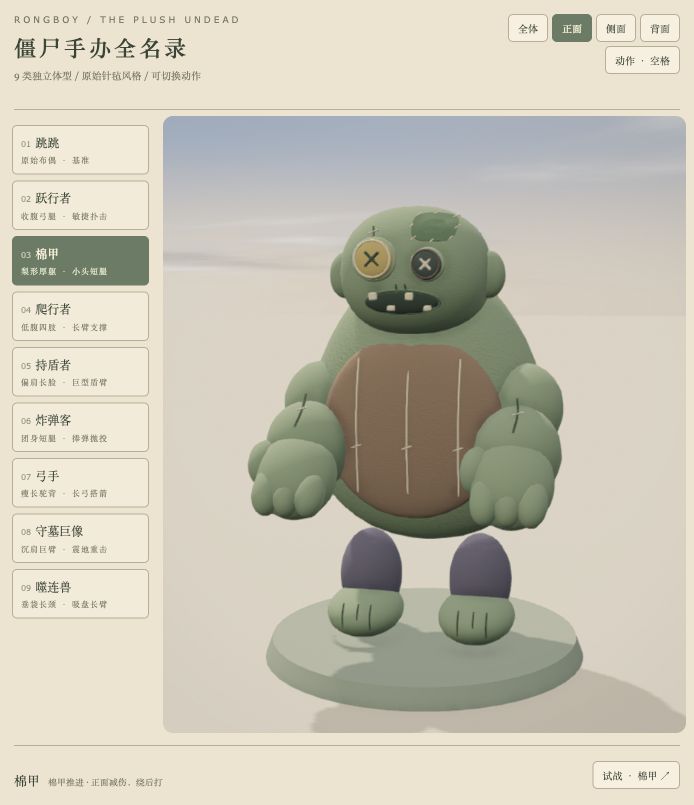 RONGBOY / THE PLUSH UNDEAD
僵尸手办全名录
9 类独立体型 / 原始针毡风格 / 可切换动作
全体
正面
侧面
背面
动作 · 空格
01 跳跳
原始布偶 · 基准
02 跃行者
收腹弓腿 · 敏捷扑击
03 棉甲
梨形厚躯 · 小头短腿
04 爬行者
低腹四肢 · 长臂支撑
05 持盾者
偏肩长脸 · 巨型盾臂
06 炸弹客
团身短腿 · 捧弹抛投
07 弓手
瘦长驼背 · 长弓搭箭
08 守墓巨像
沉肩巨臂 · 震地重击
09 噬连兽
垂袋长颈 · 吸盘长臂
棉甲 棉甲推进 · 正面减伤，绕后打
试战 · 棉甲 ↗